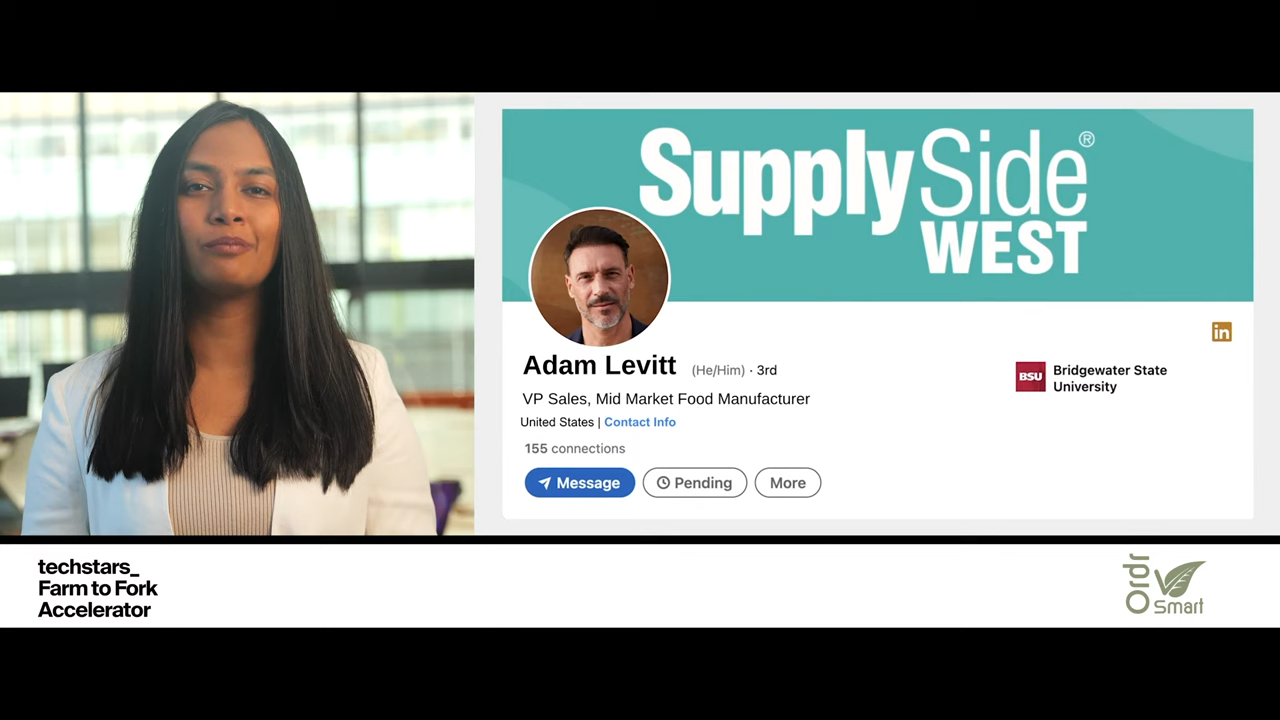 SupplySide®
WEST
in
Adam Levitt (He/Him) · 3rd
VP Sales, Mid Market Food Manufacturer
United States | Contact Info
155 connections
Message
Pending
More
BSU
Bridgewater State
University
techstars_
Farm to Fork
Accelerator
Ordr
Smart